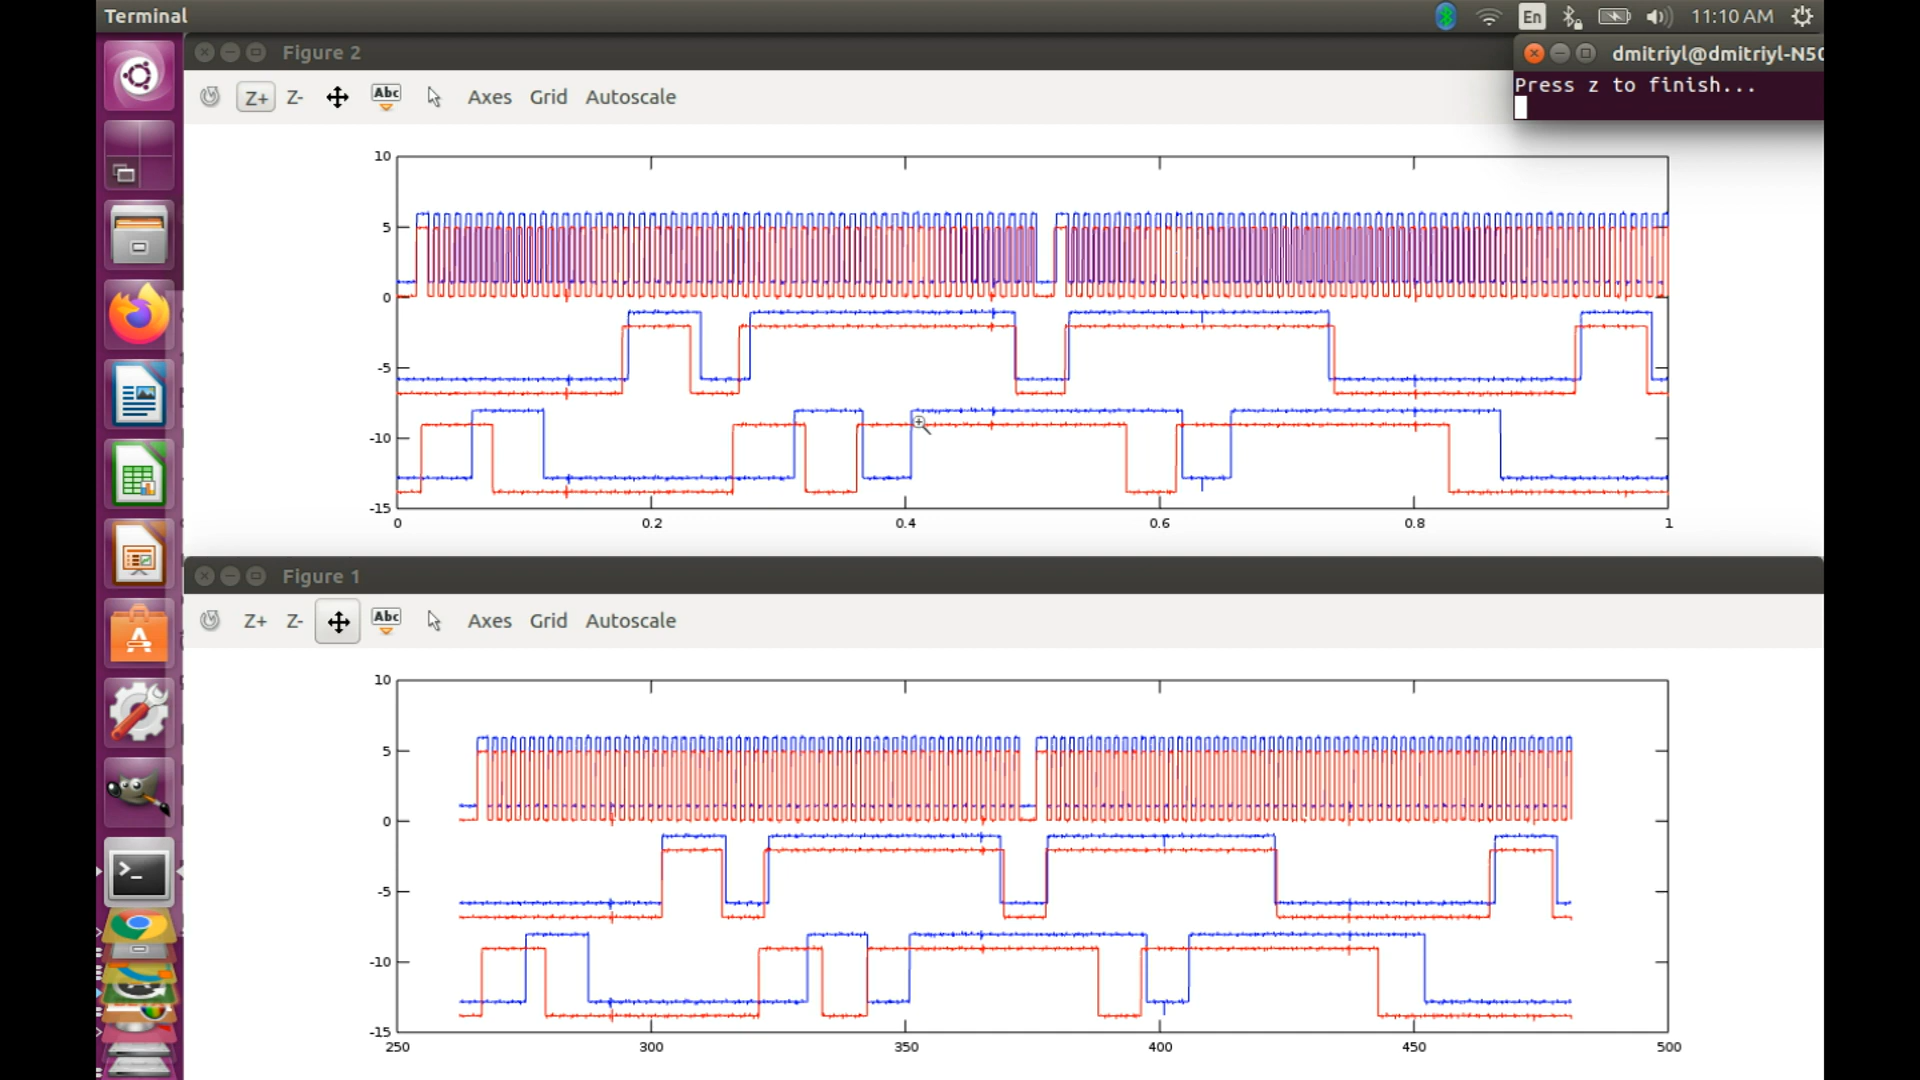 Terminal
En
11:10 AM
Figure 2
dmitriyl@dmitriyl-N50
Z+ Z- Abc Axes Grid Autoscale
Press z to finish...
10
5
0
-5
-10
-15
0 0.2 0.4 0.6 0.8 1
Figure 1
Z+ Z- Abc Axes Grid Autoscale
10
5
0
-5
-10
-15
250 300 350 400 450 500